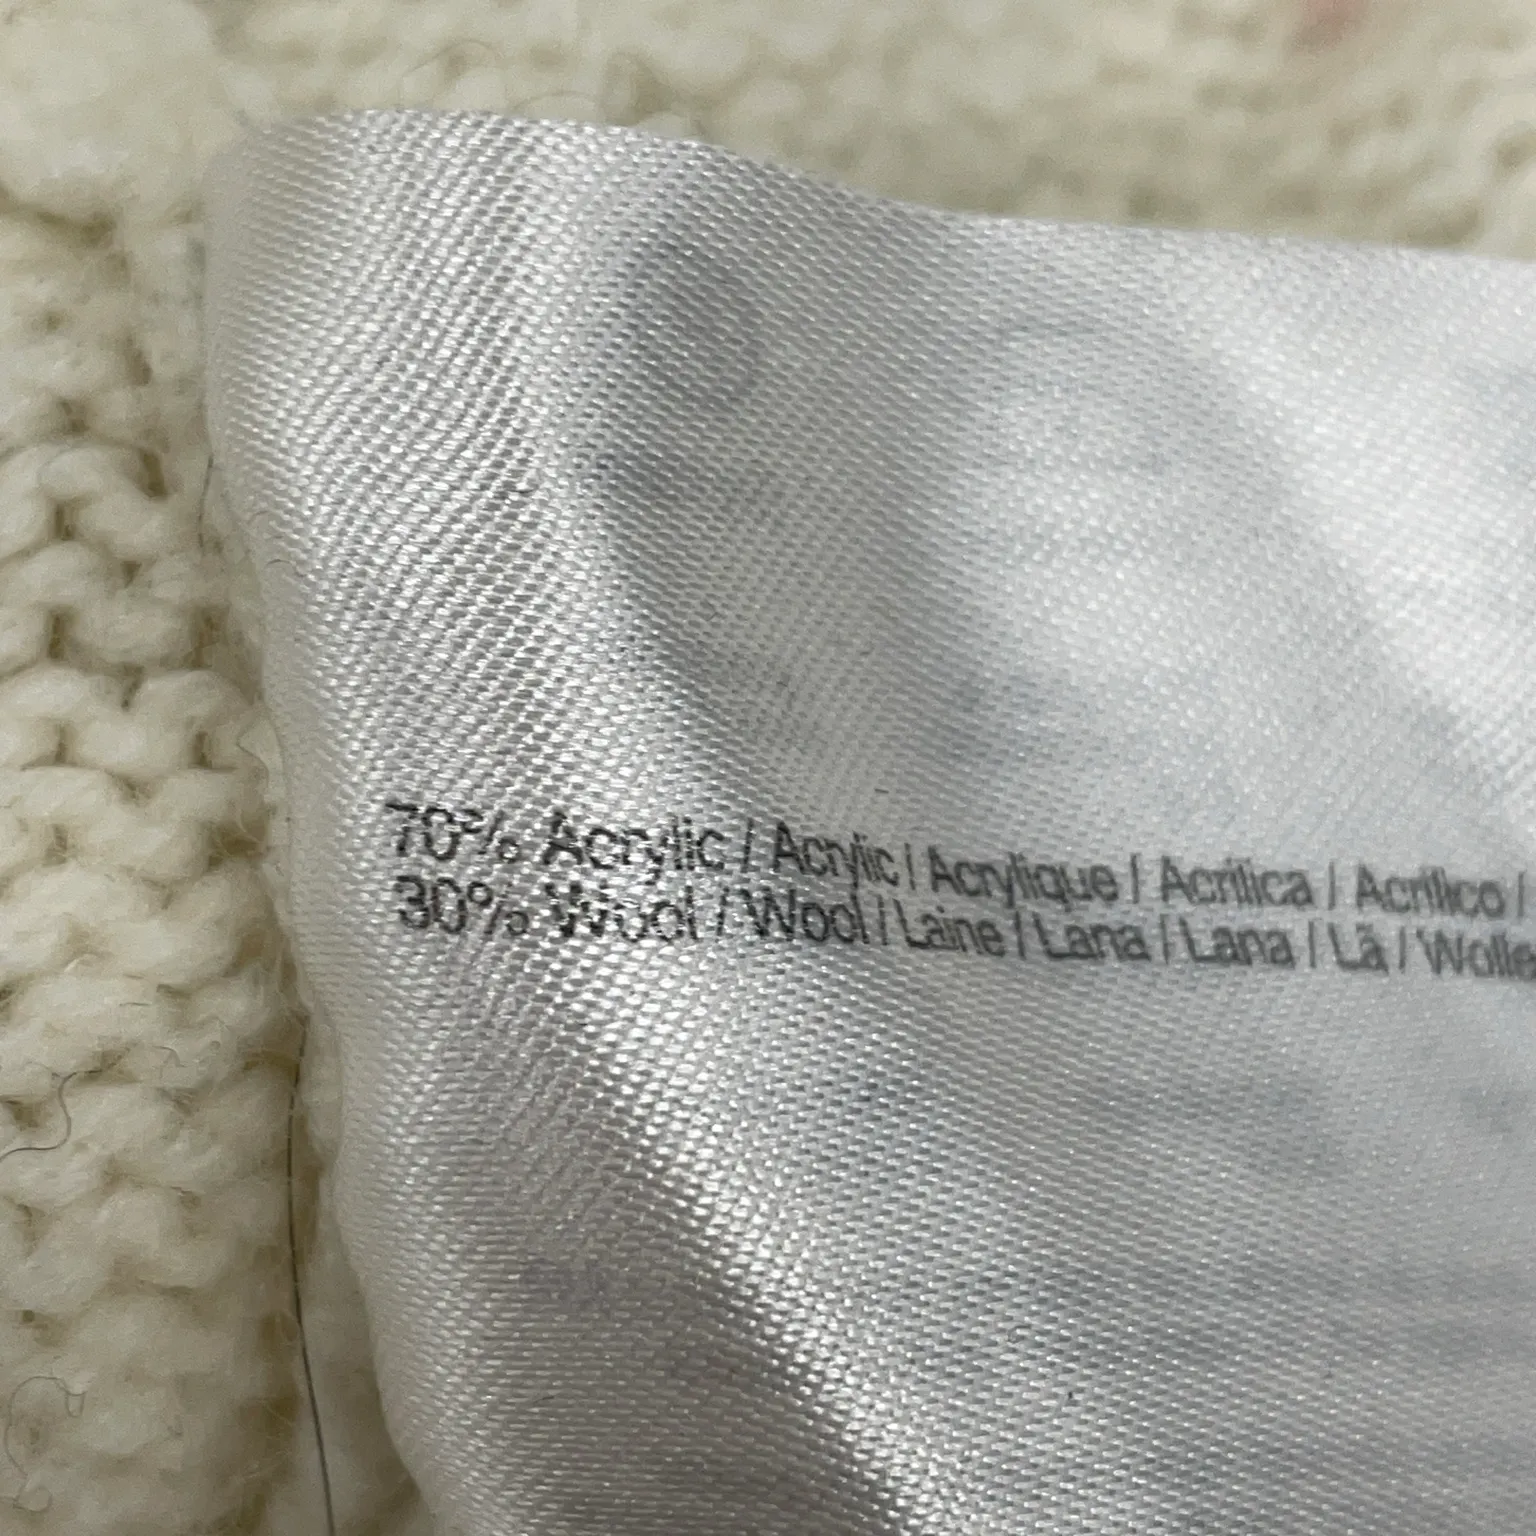 70% Acrylic / Acrylic / Acrylique / Acrílica / Acrílico /
30% Wool / Wool / Laine / Lana / Lana / Lã / Wolle